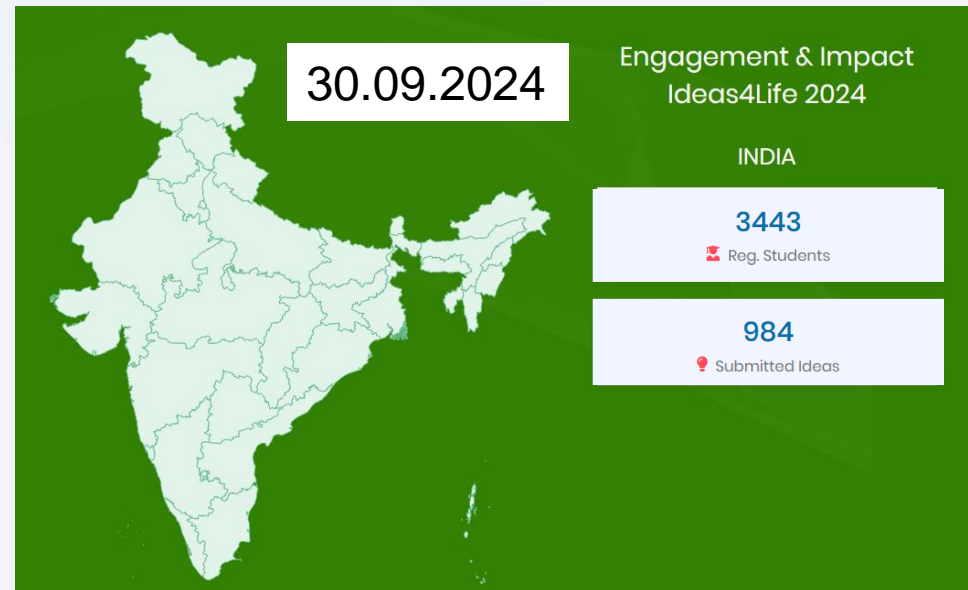 30.09.2024
Engagement & Impact
Ideas4Life 2024
INDIA
3443
Reg. Students
984
Submitted Ideas